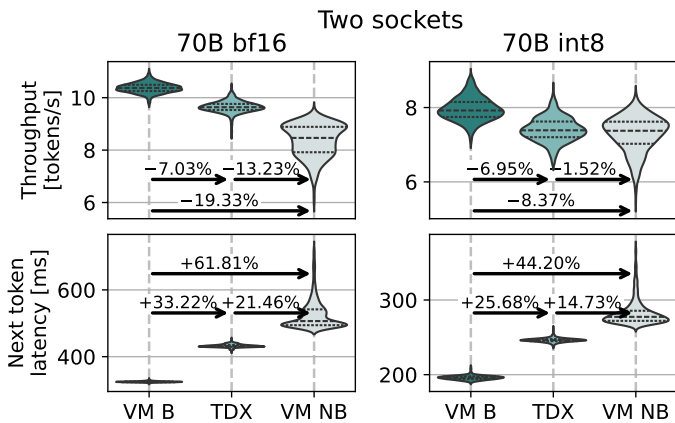 Two sockets
70B bf16
70B int8
Throughput
[tokens/s]
10
8
6
−7.03%
−13.23%
−19.33%
8
6
−6.95%
−1.52%
−8.37%
Next token
latency [ms]
600
400
+61.81%
+33.22%
+21.46%
300
200
+44.20%
+25.68%
+14.73%
VM B
TDX
VM NB
VM B
TDX
VM NB